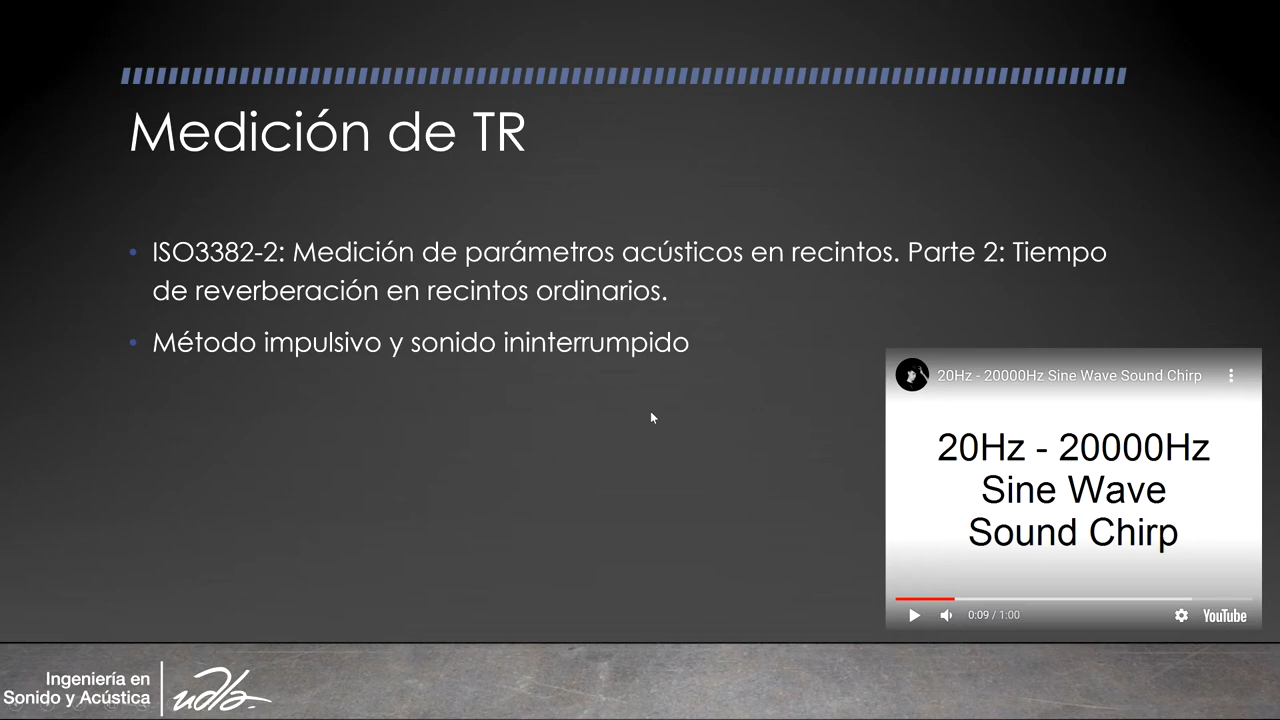 Medición de TR
• ISO3382-2: Medición de parámetros acústicos en recintos. Parte 2: Tiempo
de reverberación en recintos ordinarios.
• Método impulsivo y sonido ininterrumpido
20Hz - 20000Hz Sine Wave Sound Chirp
20Hz - 20000Hz
Sine Wave
Sound Chirp
0:09 / 1:00
YouTube
Ingeniería en
Sonido y Acústica
udla